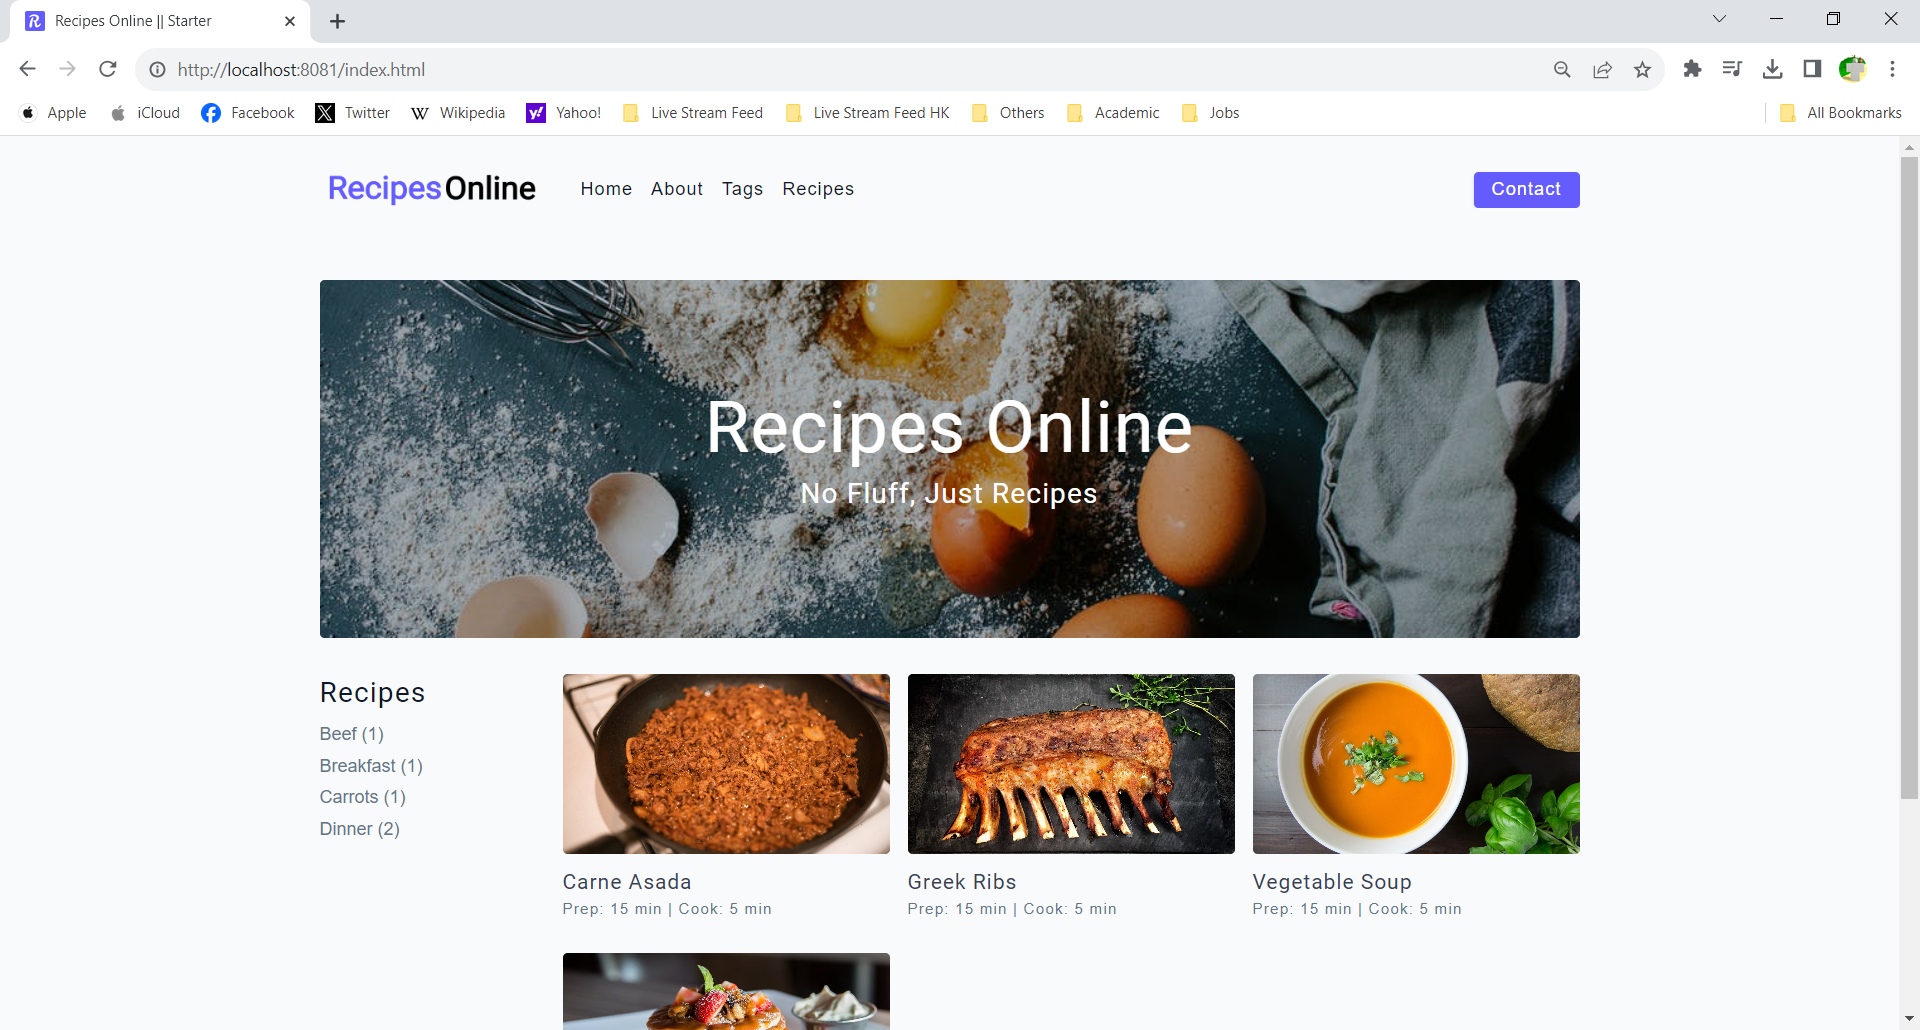 Recipes Online || Starter
http://localhost:8081/index.html
Apple iCloud Facebook Twitter Wikipedia Yahoo! Live Stream Feed Live Stream Feed HK Others Academic Jobs All Bookmarks
RecipesOnline Home About Tags Recipes Contact
Recipes Online
No Fluff, Just Recipes
Recipes
Beef (1)
Breakfast (1)
Carrots (1)
Dinner (2)
Carne Asada
Prep: 15 min | Cook: 5 min
Greek Ribs
Prep: 15 min | Cook: 5 min
Vegetable Soup
Prep: 15 min | Cook: 5 min